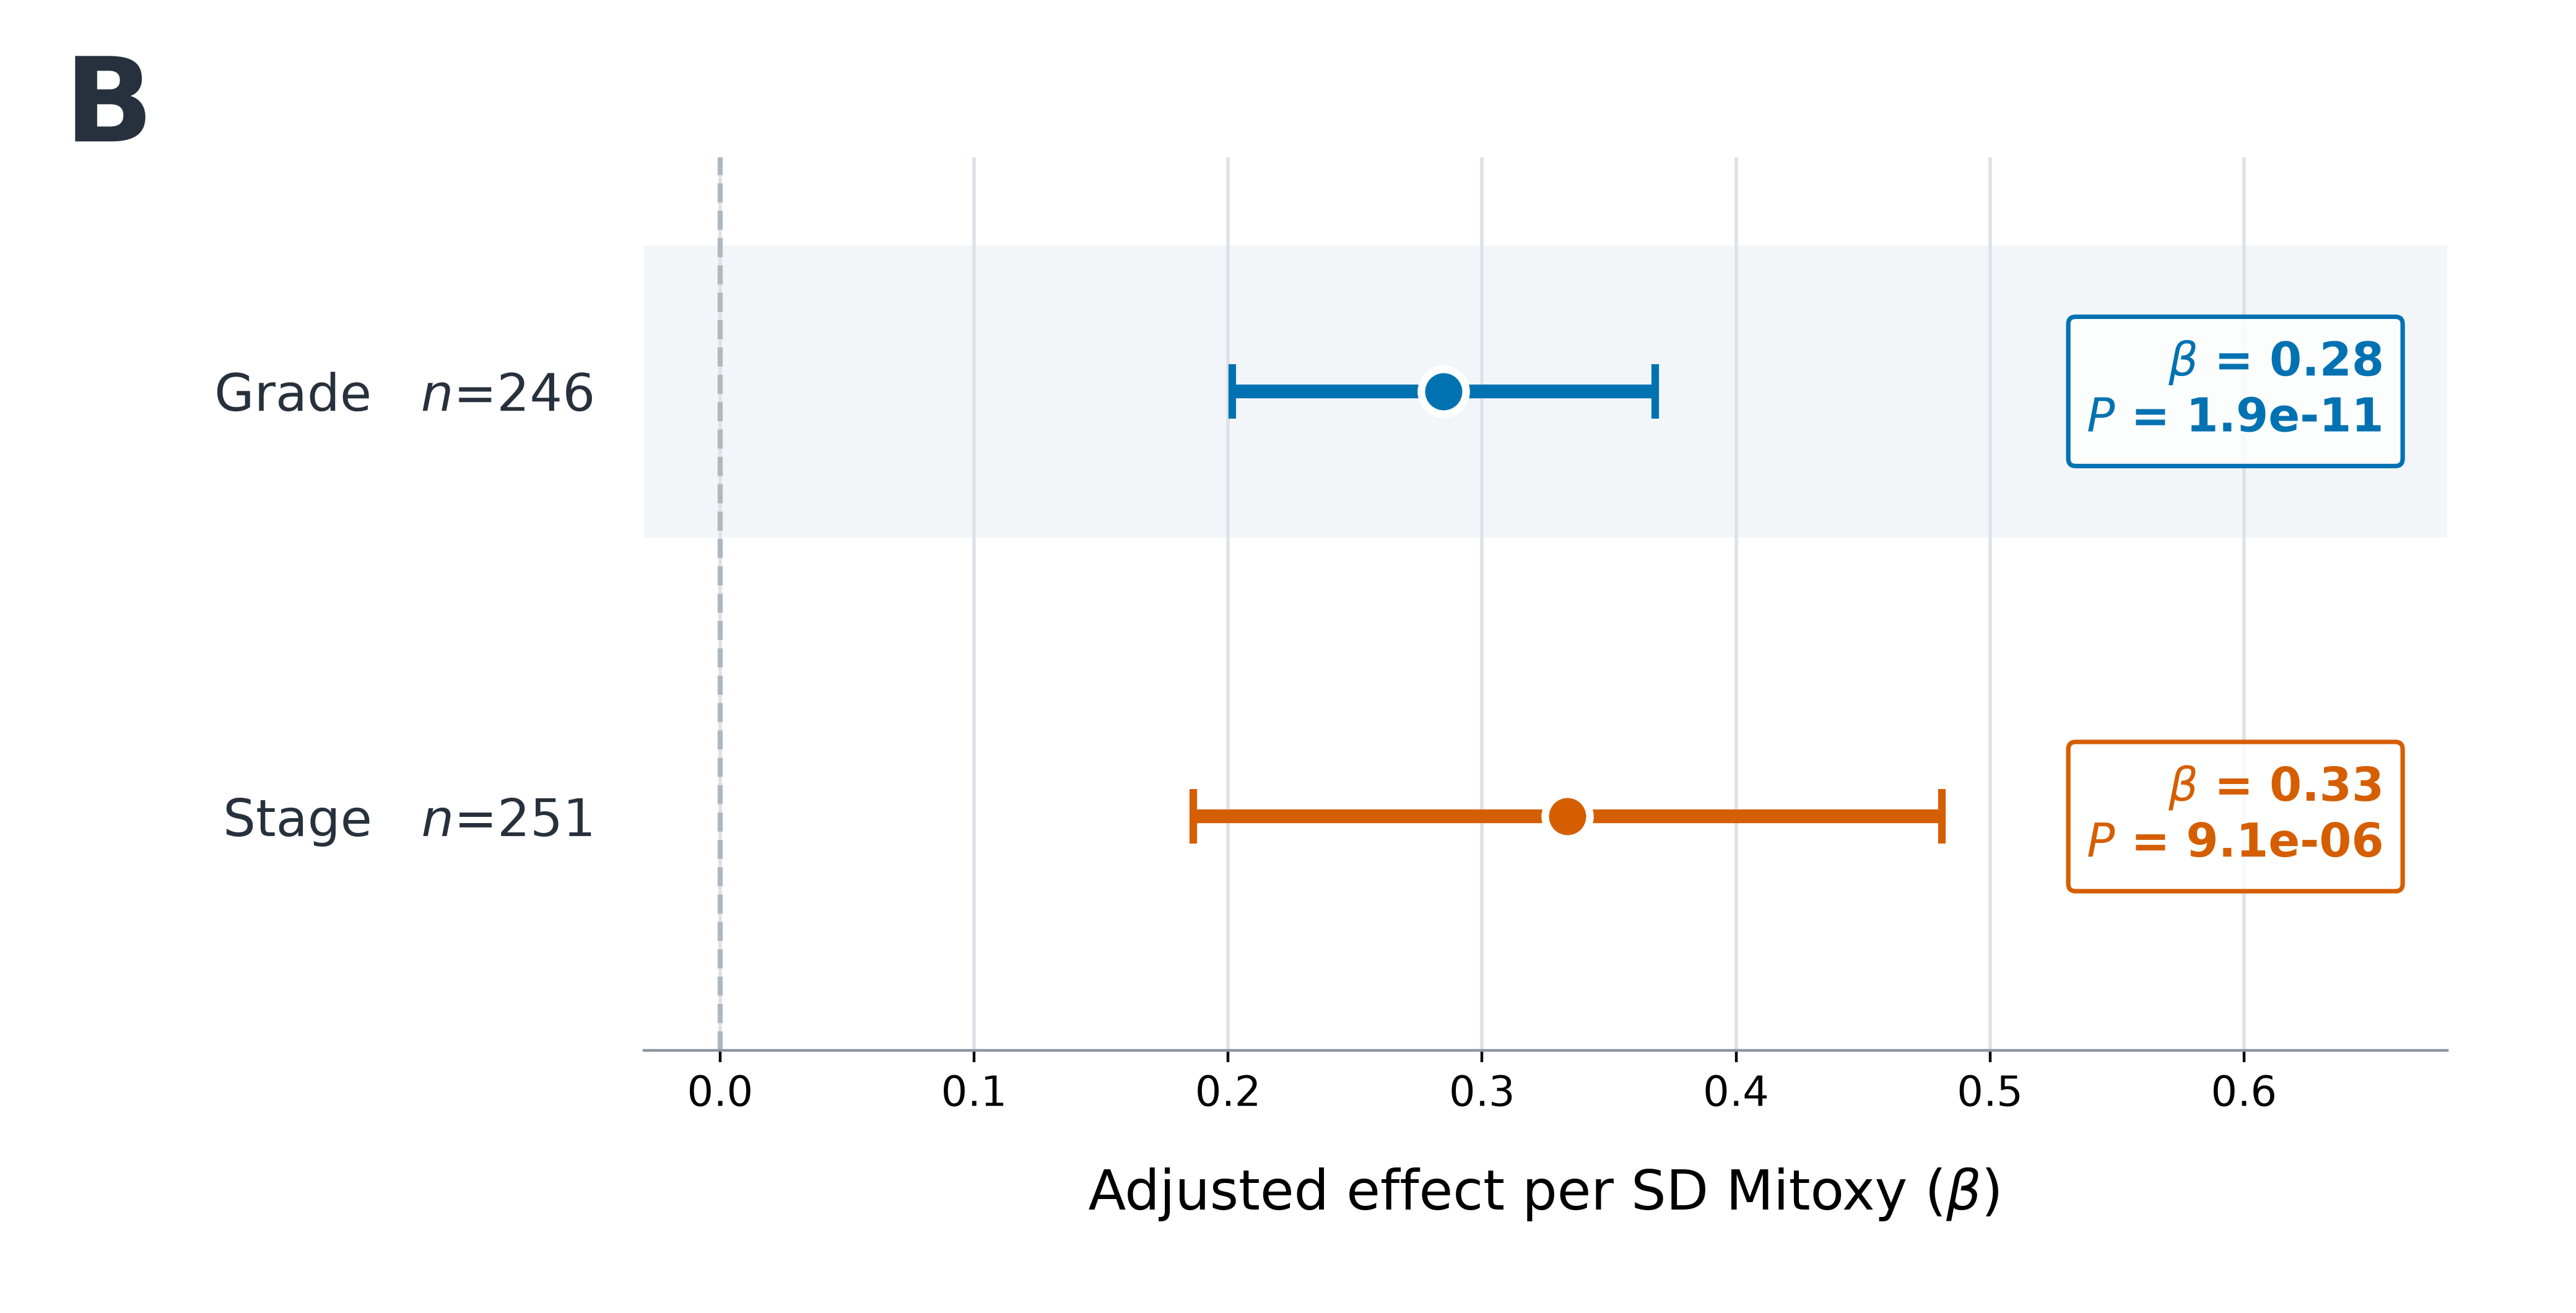 B
Grade n=246
β = 0.28
P = 1.9e-11
Stage n=251
β = 0.33
P = 9.1e-06
0.0 0.1 0.2 0.3 0.4 0.5 0.6
Adjusted effect per SD Mitoxy (β)